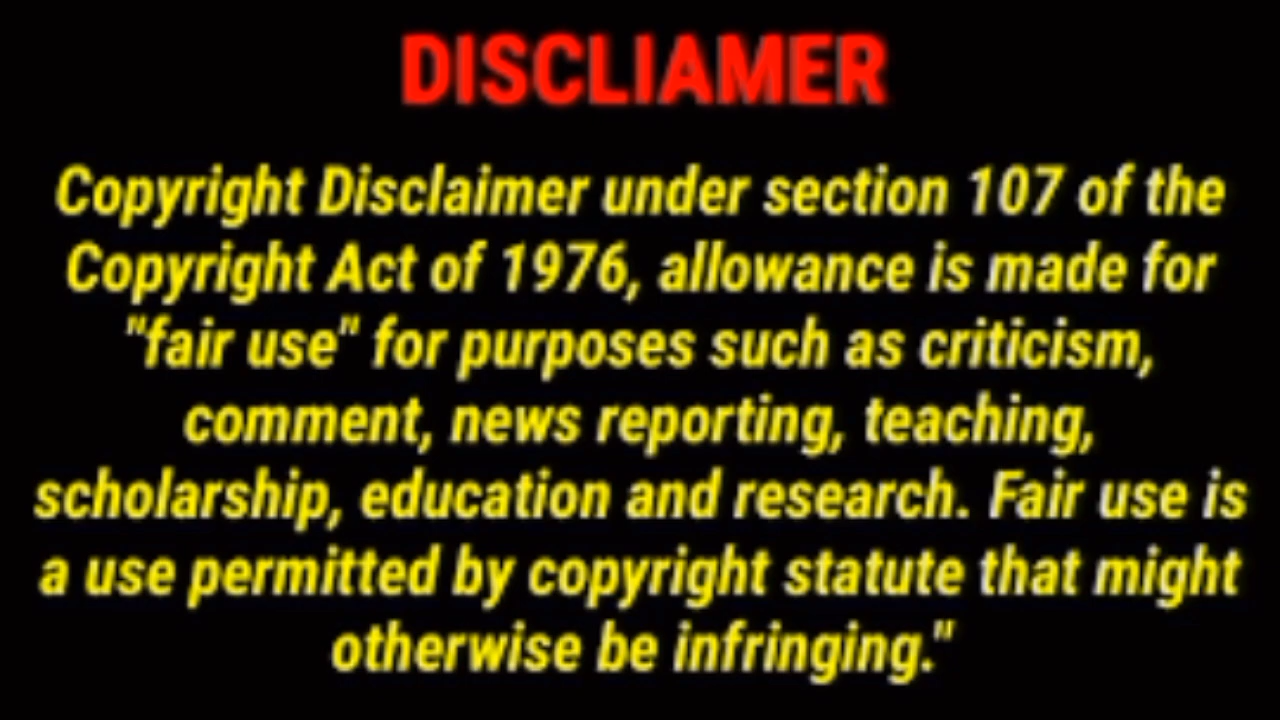 DISCLIAMER
Copyright Disclaimer under section 107 of the
Copyright Act of 1976, allowance is made for
"fair use" for purposes such as criticism,
comment, news reporting, teaching,
scholarship, education and research. Fair use is
a use permitted by copyright statute that might
otherwise be infringing."